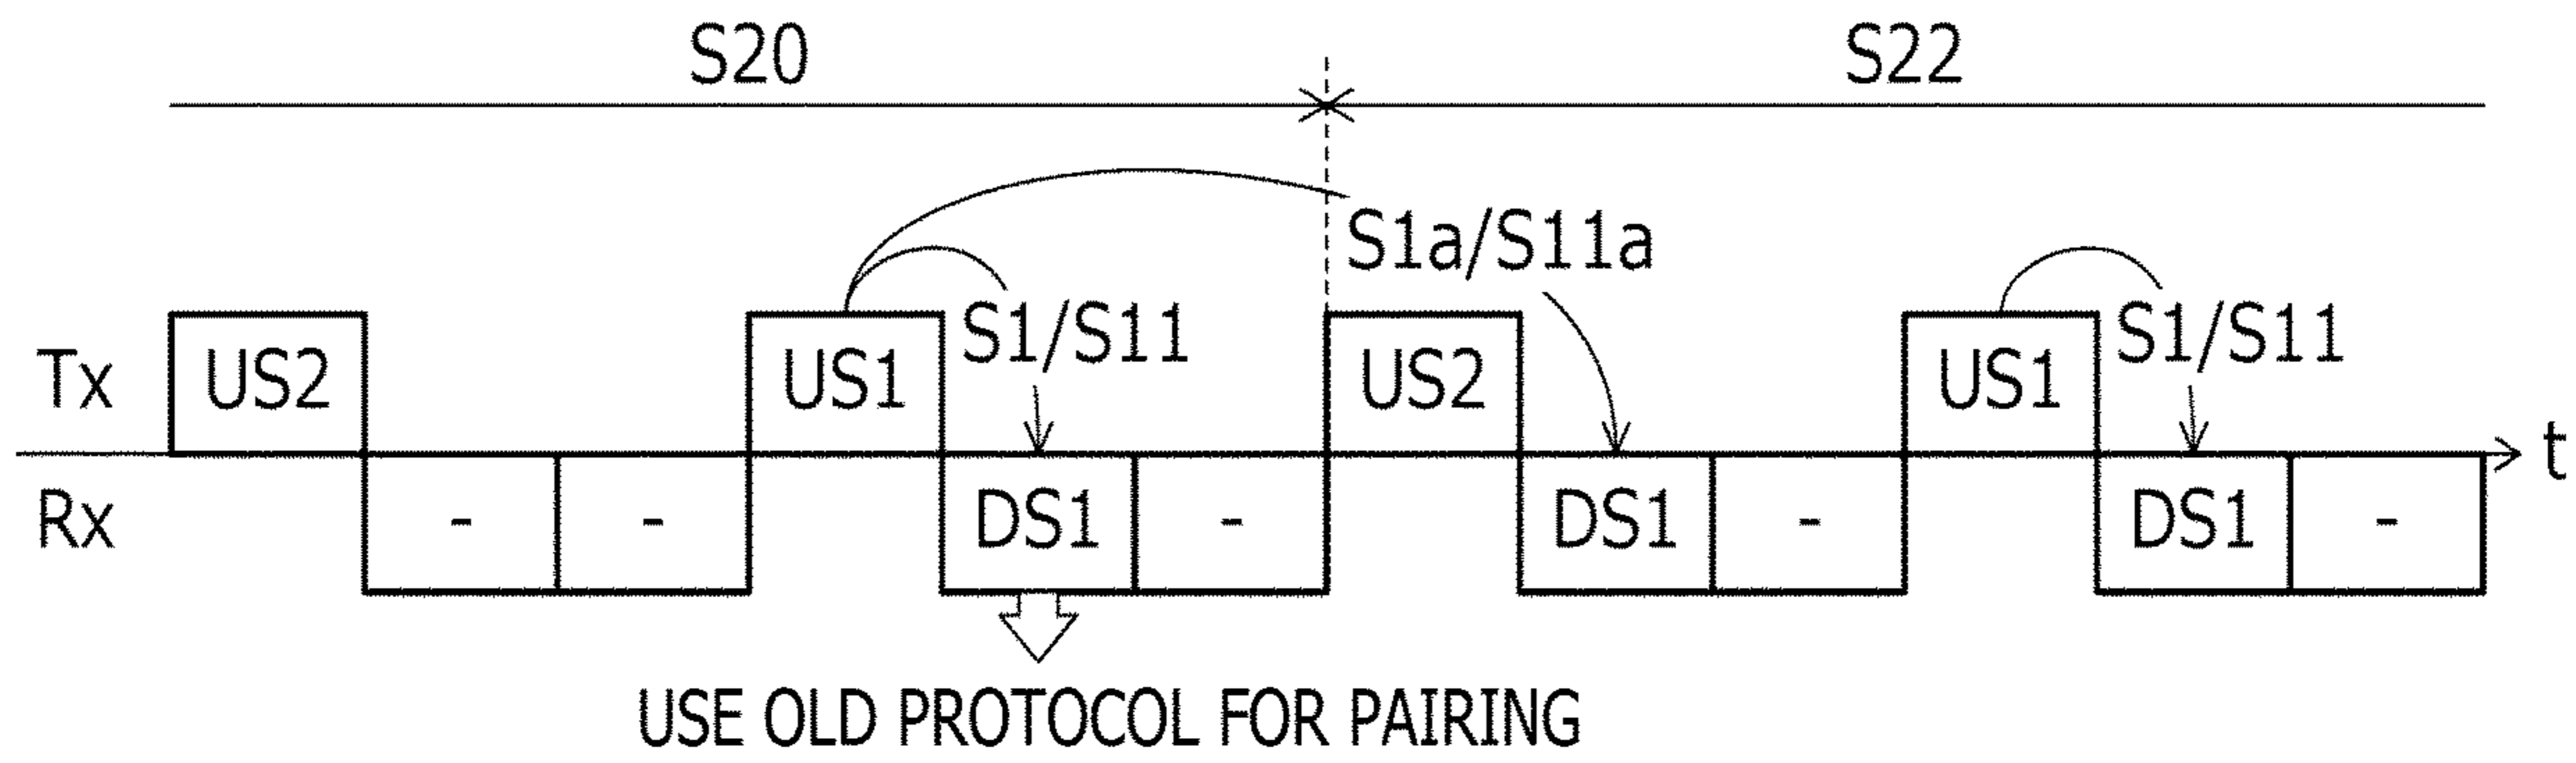 S20 S22
S1a/S11a
S1/S11 S1/S11
Tx US2 US1 US2 US1
t
Rx - - DS1 - DS1 - DS1 -
USE OLD PROTOCOL FOR PAIRING